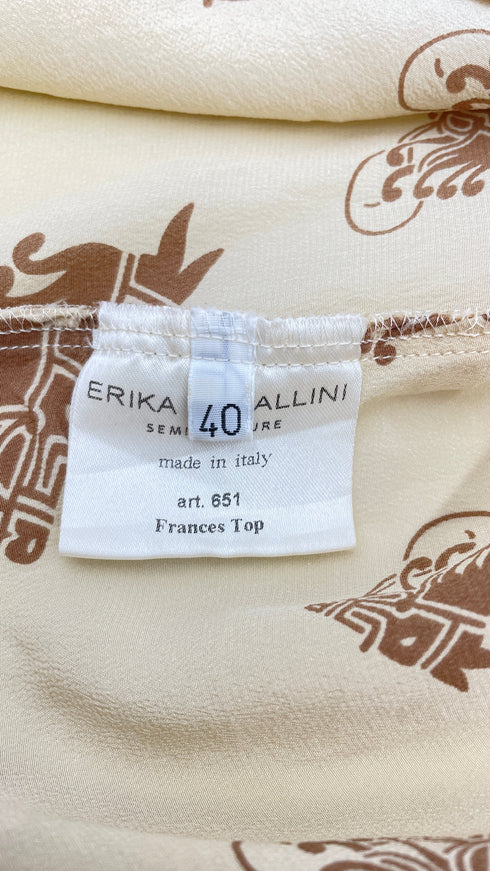 ERIKA ALLINI
40
SEMI URE
made in italy
art. 651
Frances Top